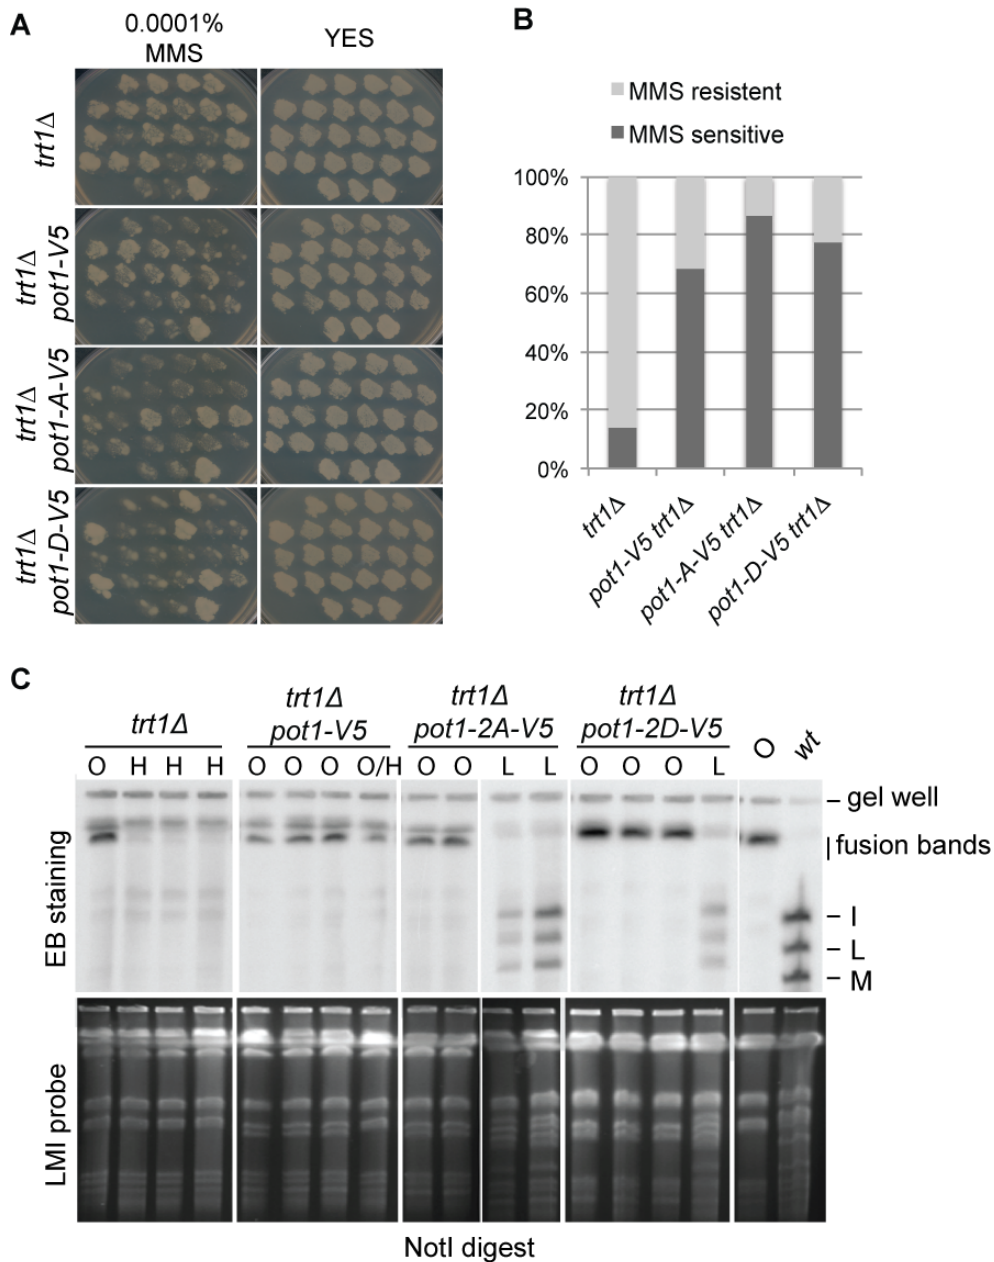 A
0.0001%
MMS
YES
trt1Δ
trt1Δ
pot1-V5
trt1Δ
pot1-A-V5
trt1Δ
pot1-D-V5
B
MMS resistent
MMS sensitive
100%
80%
60%
40%
20%
0%
trt1Δ
pot1-V5 trt1Δ
pot1-A-V5 trt1Δ
pot1-D-V5 trt1Δ
C
trt1Δ
trt1Δ
pot1-V5
trt1Δ
pot1-2A-V5
trt1Δ
pot1-2D-V5
O H H H O O O O/H O O L L O O O L O wt
EB staining
gel well
fusion bands
I
L
M
LMI probe
NotI digest